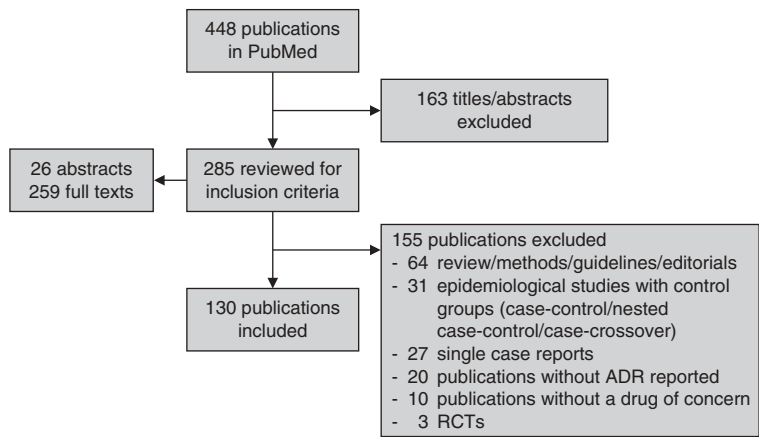 448 publications
in PubMed
163 titles/abstracts
excluded
26 abstracts
259 full texts
285 reviewed for
inclusion criteria
155 publications excluded
- 64 review/methods/guidelines/editorials
- 31 epidemiological studies with control
groups (case-control/nested
case-control/case-crossover)
- 27 single case reports
- 20 publications without ADR reported
- 10 publications without a drug of concern
- 3 RCTs
130 publications
included